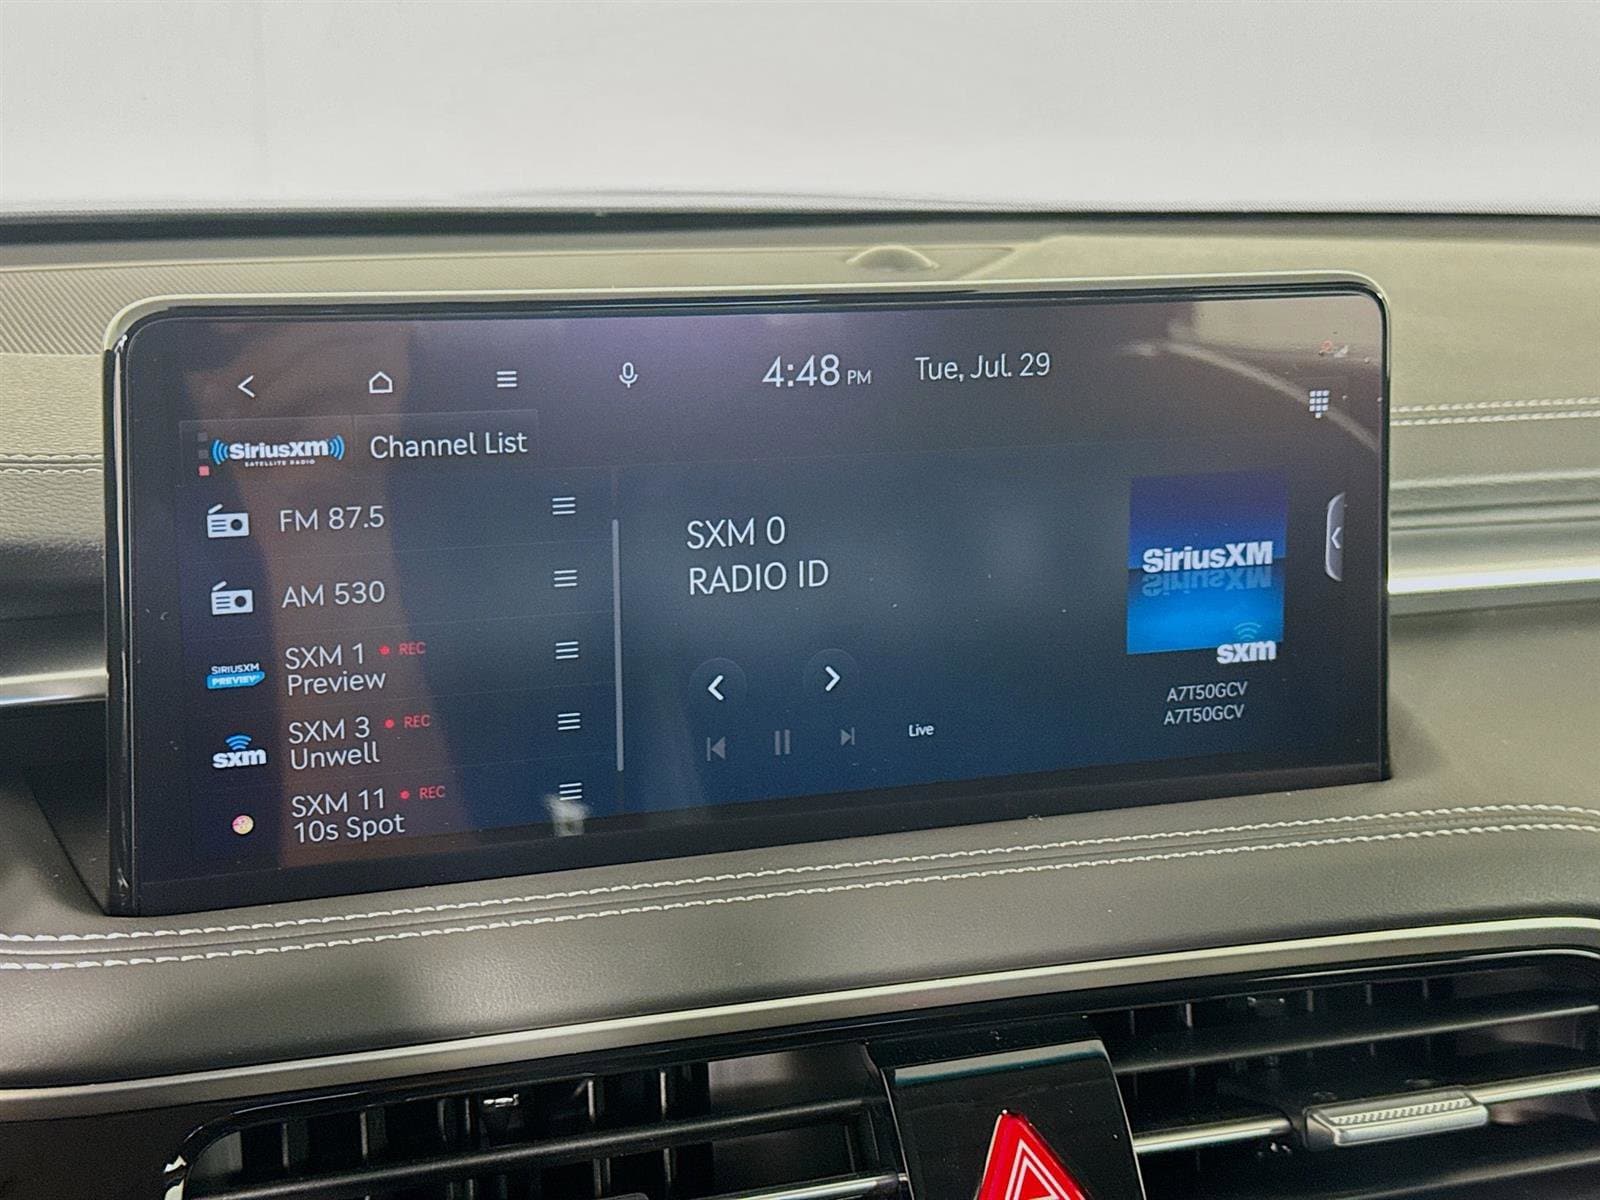 4:48 PM Tue, Jul. 29
SiriusXM Channel List
SATELLITE RADIO
FM 87.5
AM 530
SIRIUSXM
PREVIEW
SXM 1 REC
Preview
sxm
SXM 3 REC
Unwell
SXM 11 REC
10s Spot
SXM 0
RADIO ID
Live
SiriusXM
sxm
A7T50GCV
A7T50GCV